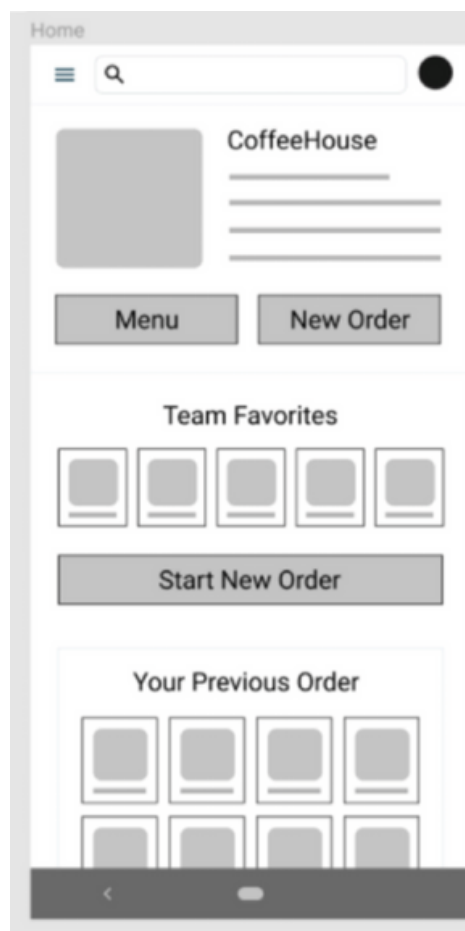 Home
CoffeeHouse
Menu
New Order
Team Favorites
Start New Order
Your Previous Order